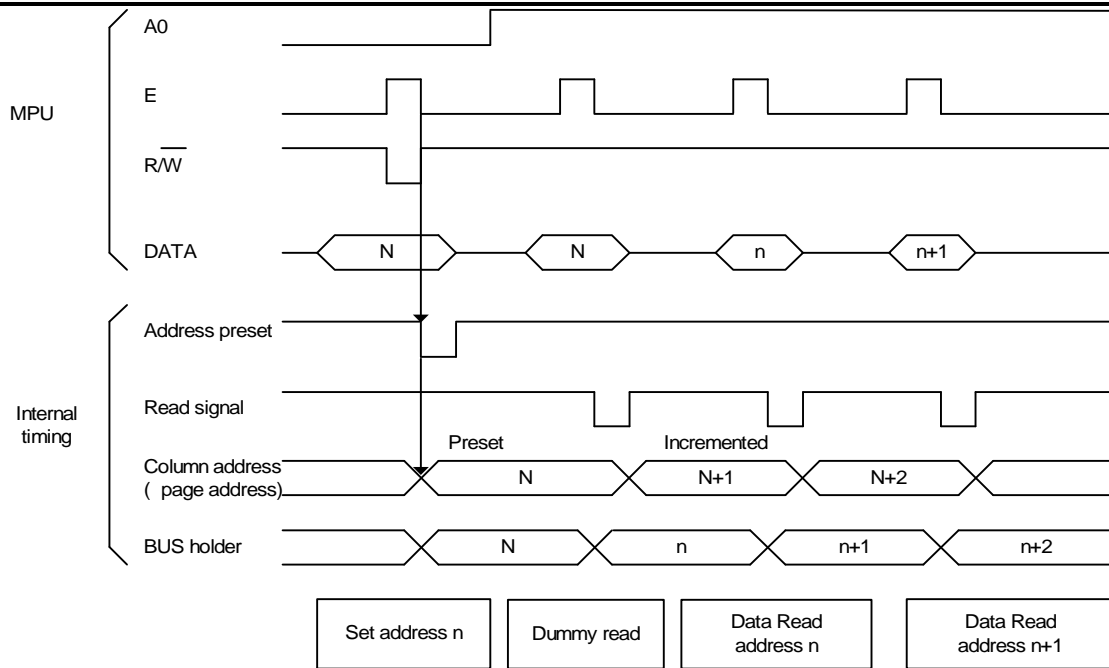 A0
MPU
E
R/W
DATA
N
N
n
n+1
Internal
timing
Address preset
Read signal
Preset
Incremented
Column address
( page address)
N
N+1
N+2
BUS holder
N
n
n+1
n+2
Set address n
Dummy read
Data Read
address n
Data Read
address n+1